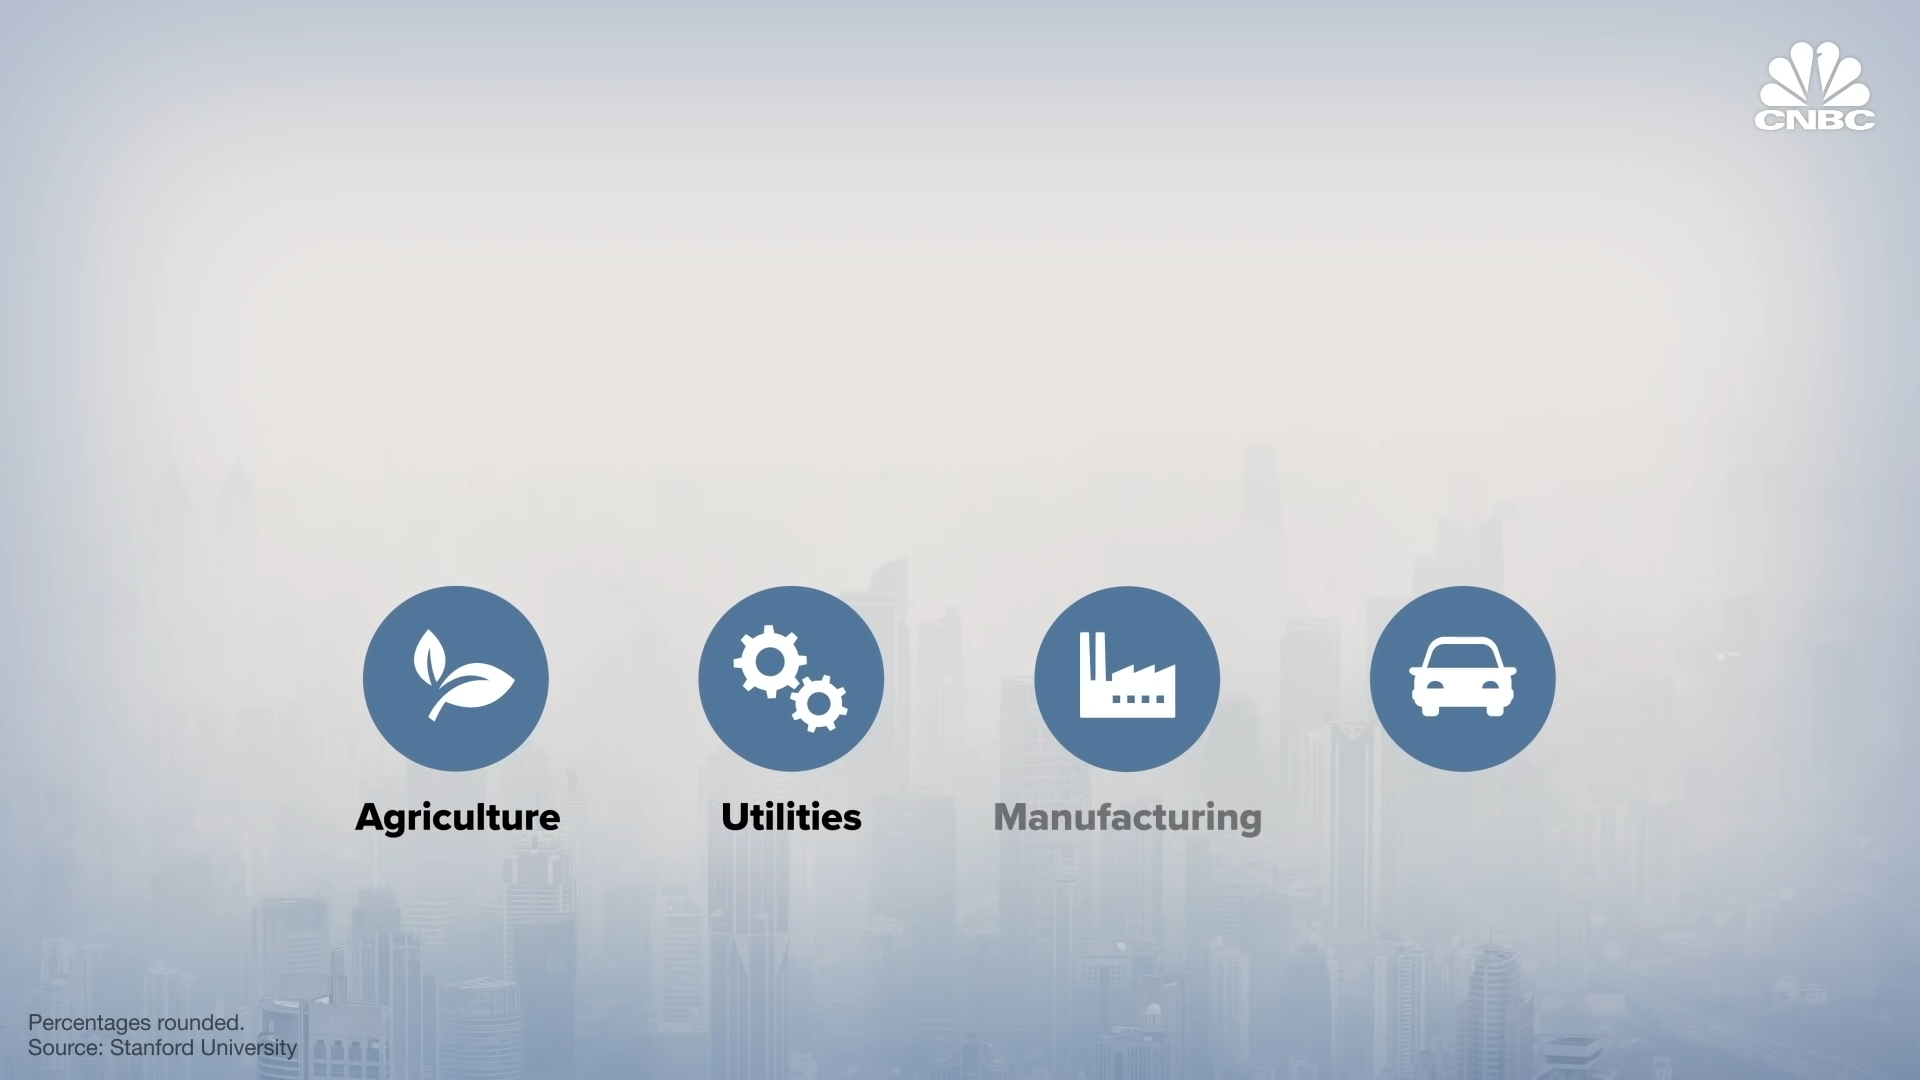 CNBC
Agriculture
Utilities
Manufacturing
Percentages rounded.
Source: Stanford University